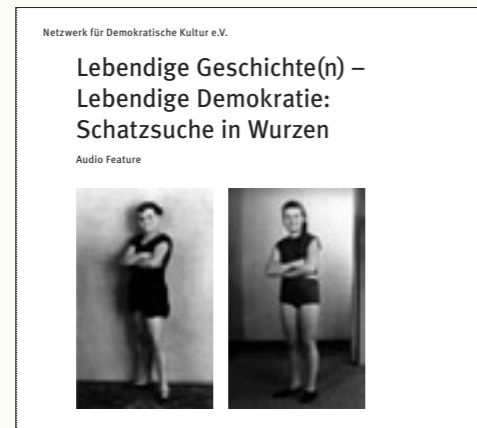 Netzwerk für Demokratische Kultur e.V.
Lebendige Geschichte(n) –
Lebendige Demokratie:
Schatzsuche in Wurzen
Audio Feature